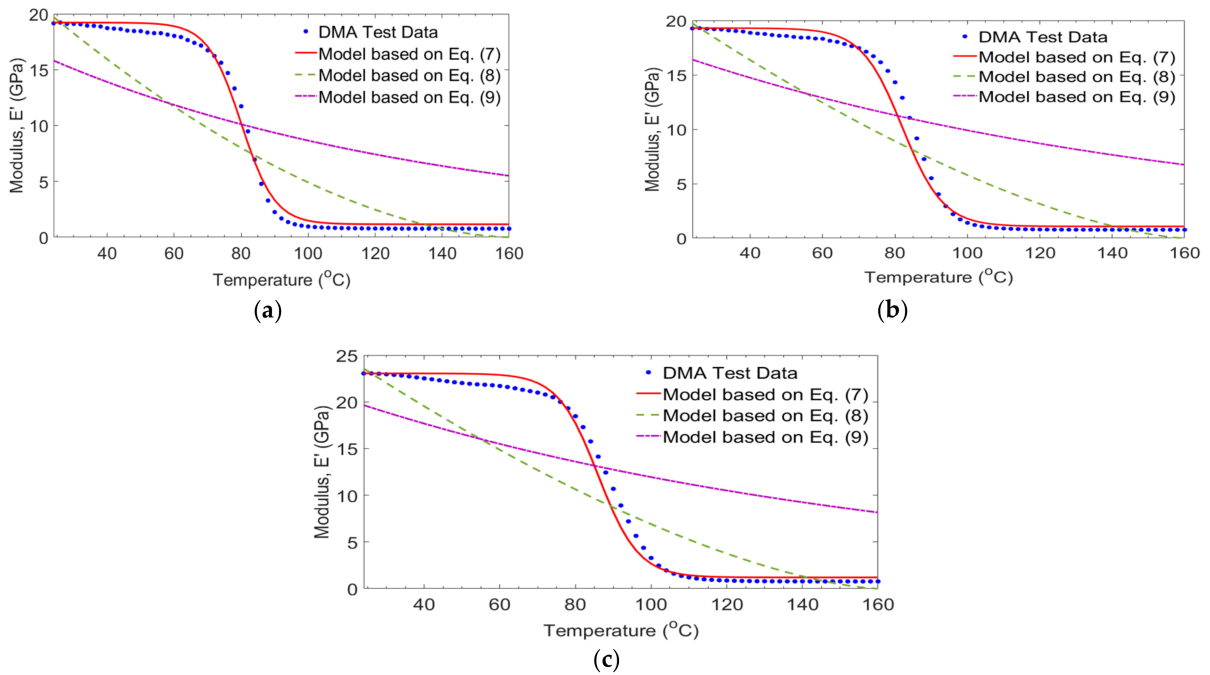 20
15
10
5
0
Modulus, E' (GPa)
DMA Test Data
Model based on Eq. (7)
Model based on Eq. (8)
Model based on Eq. (9)
40 60 80 100 120 140 160
Temperature (°C)
(a)
20
15
10
5
0
Modulus, E' (GPa)
DMA Test Data
Model based on Eq. (7)
Model based on Eq. (8)
Model based on Eq. (9)
40 60 80 100 120 140 160
Temperature (°C)
(b)
25
20
15
10
5
0
Modulus, E' (GPa)
DMA Test Data
Model based on Eq. (7)
Model based on Eq. (8)
Model based on Eq. (9)
40 60 80 100 120 140 160
Temperature (°C)
(c)